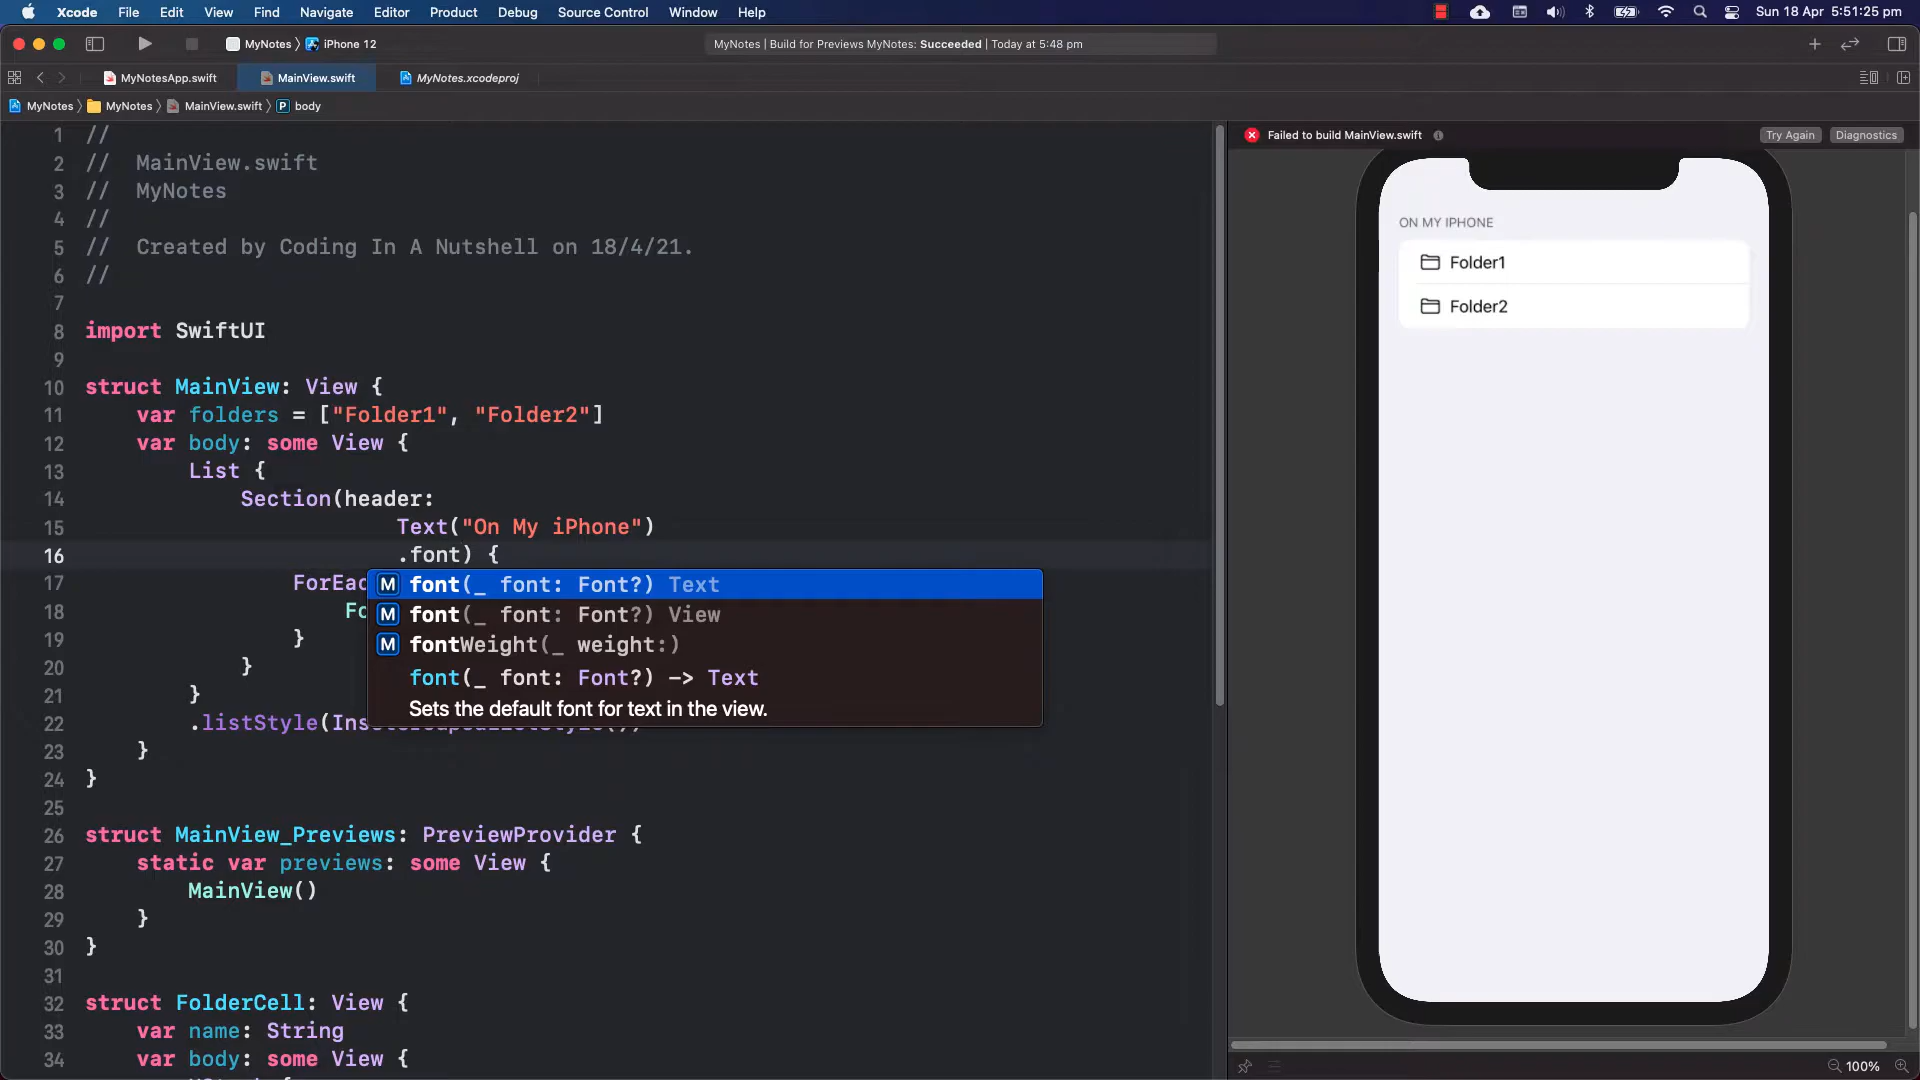 Xcode File Edit View Find Navigate Editor Product Debug Source Control Window Help Sun 18 Apr 5:51:25 pm
MyNotes iPhone 12 MyNotes | Build for Previews MyNotes: Succeeded | Today at 5:48 pm
MyNotesApp.swift MainView.swift MyNotes.xcodeproj
MyNotes MyNotes MainView.swift P body
1 //
2 // MainView.swift
3 // MyNotes
4 //
5 // Created by Coding In A Nutshell on 18/4/21.
6 //
7
8 import SwiftUI
9
10 struct MainView: View {
11 var folders = ["Folder1", "Folder2"]
12 var body: some View {
13 List {
14 Section(header:
15 Text("On My iPhone")
16 .font) {
17 ForEac
18 Fo
19 }
20 }
21 }
22 .listStyle(Ins
23 }
24 }
25
26 struct MainView_Previews: PreviewProvider {
27 static var previews: some View {
28 MainView()
29 }
30 }
31
32 struct FolderCell: View {
33 var name: String
34 var body: some View {
M font(_ font: Font?) Text
M font(_ font: Font?) View
M fontWeight(_ weight:)
font(_ font: Font?) -> Text
Sets the default font for text in the view.
Failed to build MainView.swift Try Again Diagnostics
ON MY IPHONE
Folder1
Folder2
100%